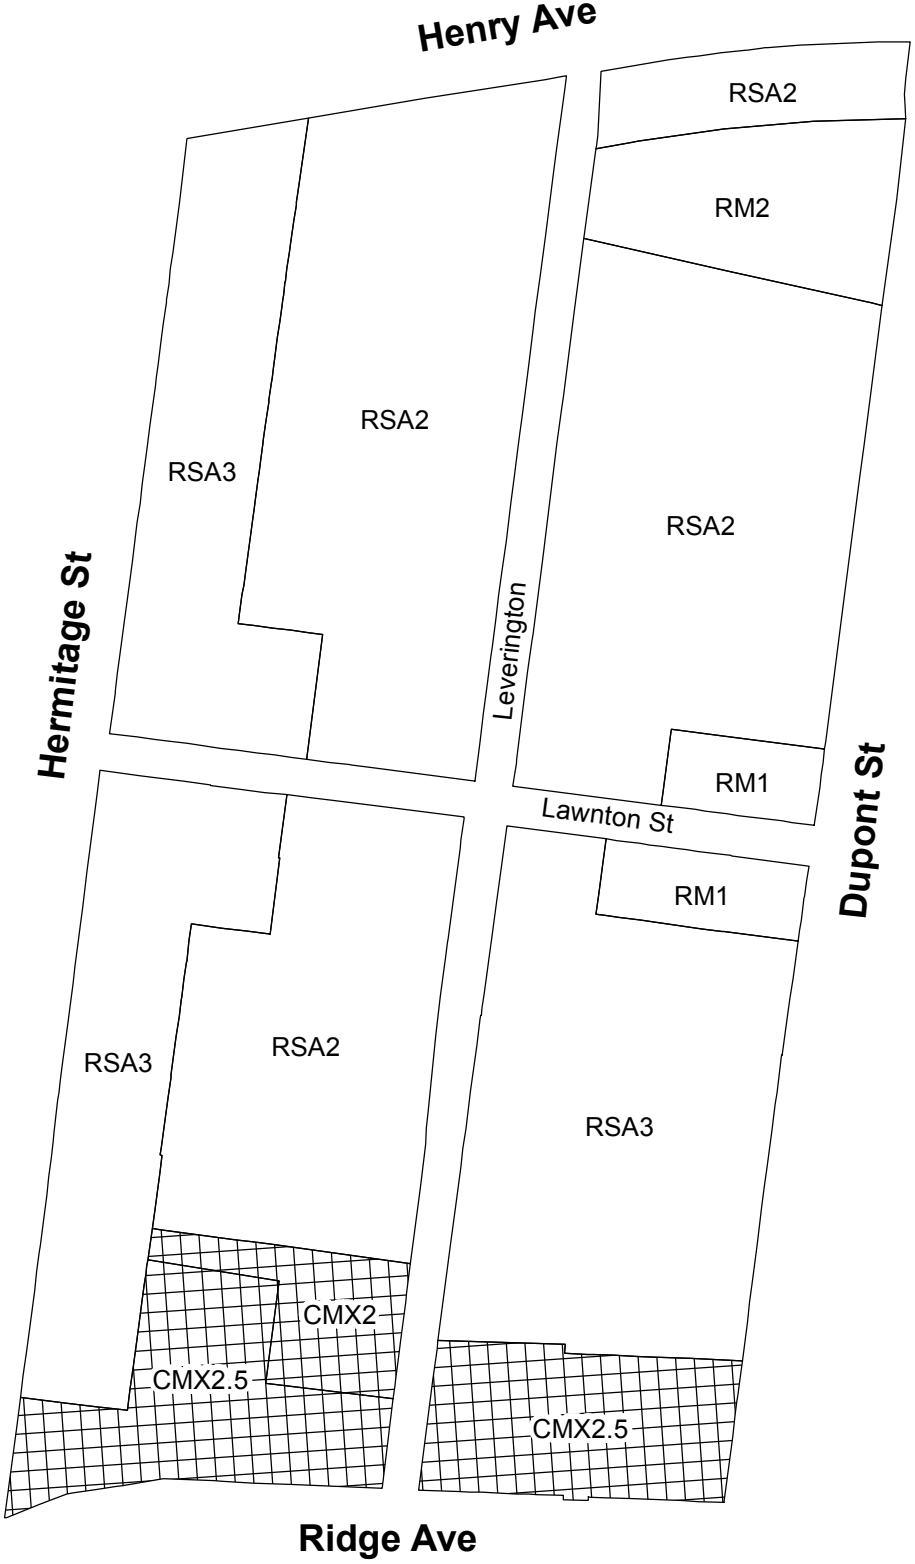 Henry Ave
RSA2
RM2
RSA2
RSA3
RSA2
Hermitage St
Leverington
RM1
Lawnton St
Dupont St
RM1
RSA2
RSA3
RSA3
CMX2
CMX2.5
CMX2.5
Ridge Ave